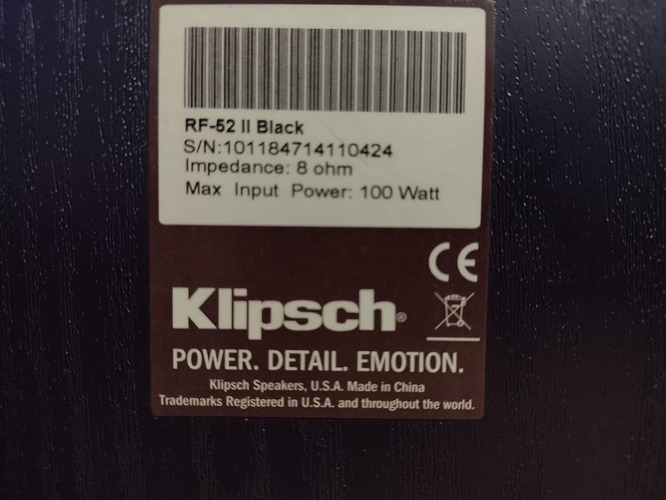 RF-52 II Black
S/N:101184714110424
Impedance: 8 ohm
Max Input Power: 100 Watt
CE
Klipsch®
POWER. DETAIL. EMOTION.
Klipsch Speakers, U.S.A. Made in China
Trademarks Registered in U.S.A. and throughout the world.